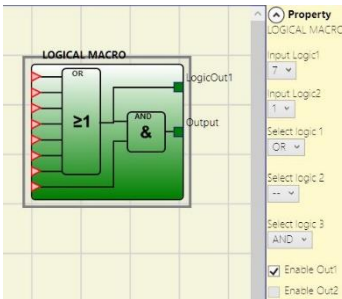 Property
LOGICAL MACRO
Input Logic1
7
Input Logic2
1
Select logic 1
OR
Select logic 2
--
Select logic 3
AND
Enable Out1
Enable Out2
LOGICAL MACRO
OR
≥1
AND
&
LogicOut1
Output